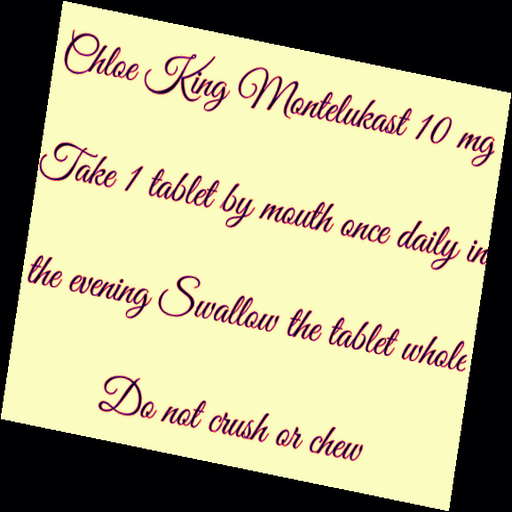 Chloe King Montelukast 10 mg
Take 1 tablet by mouth once daily in
the evening Swallow the tablet whole
Do not crush or chew